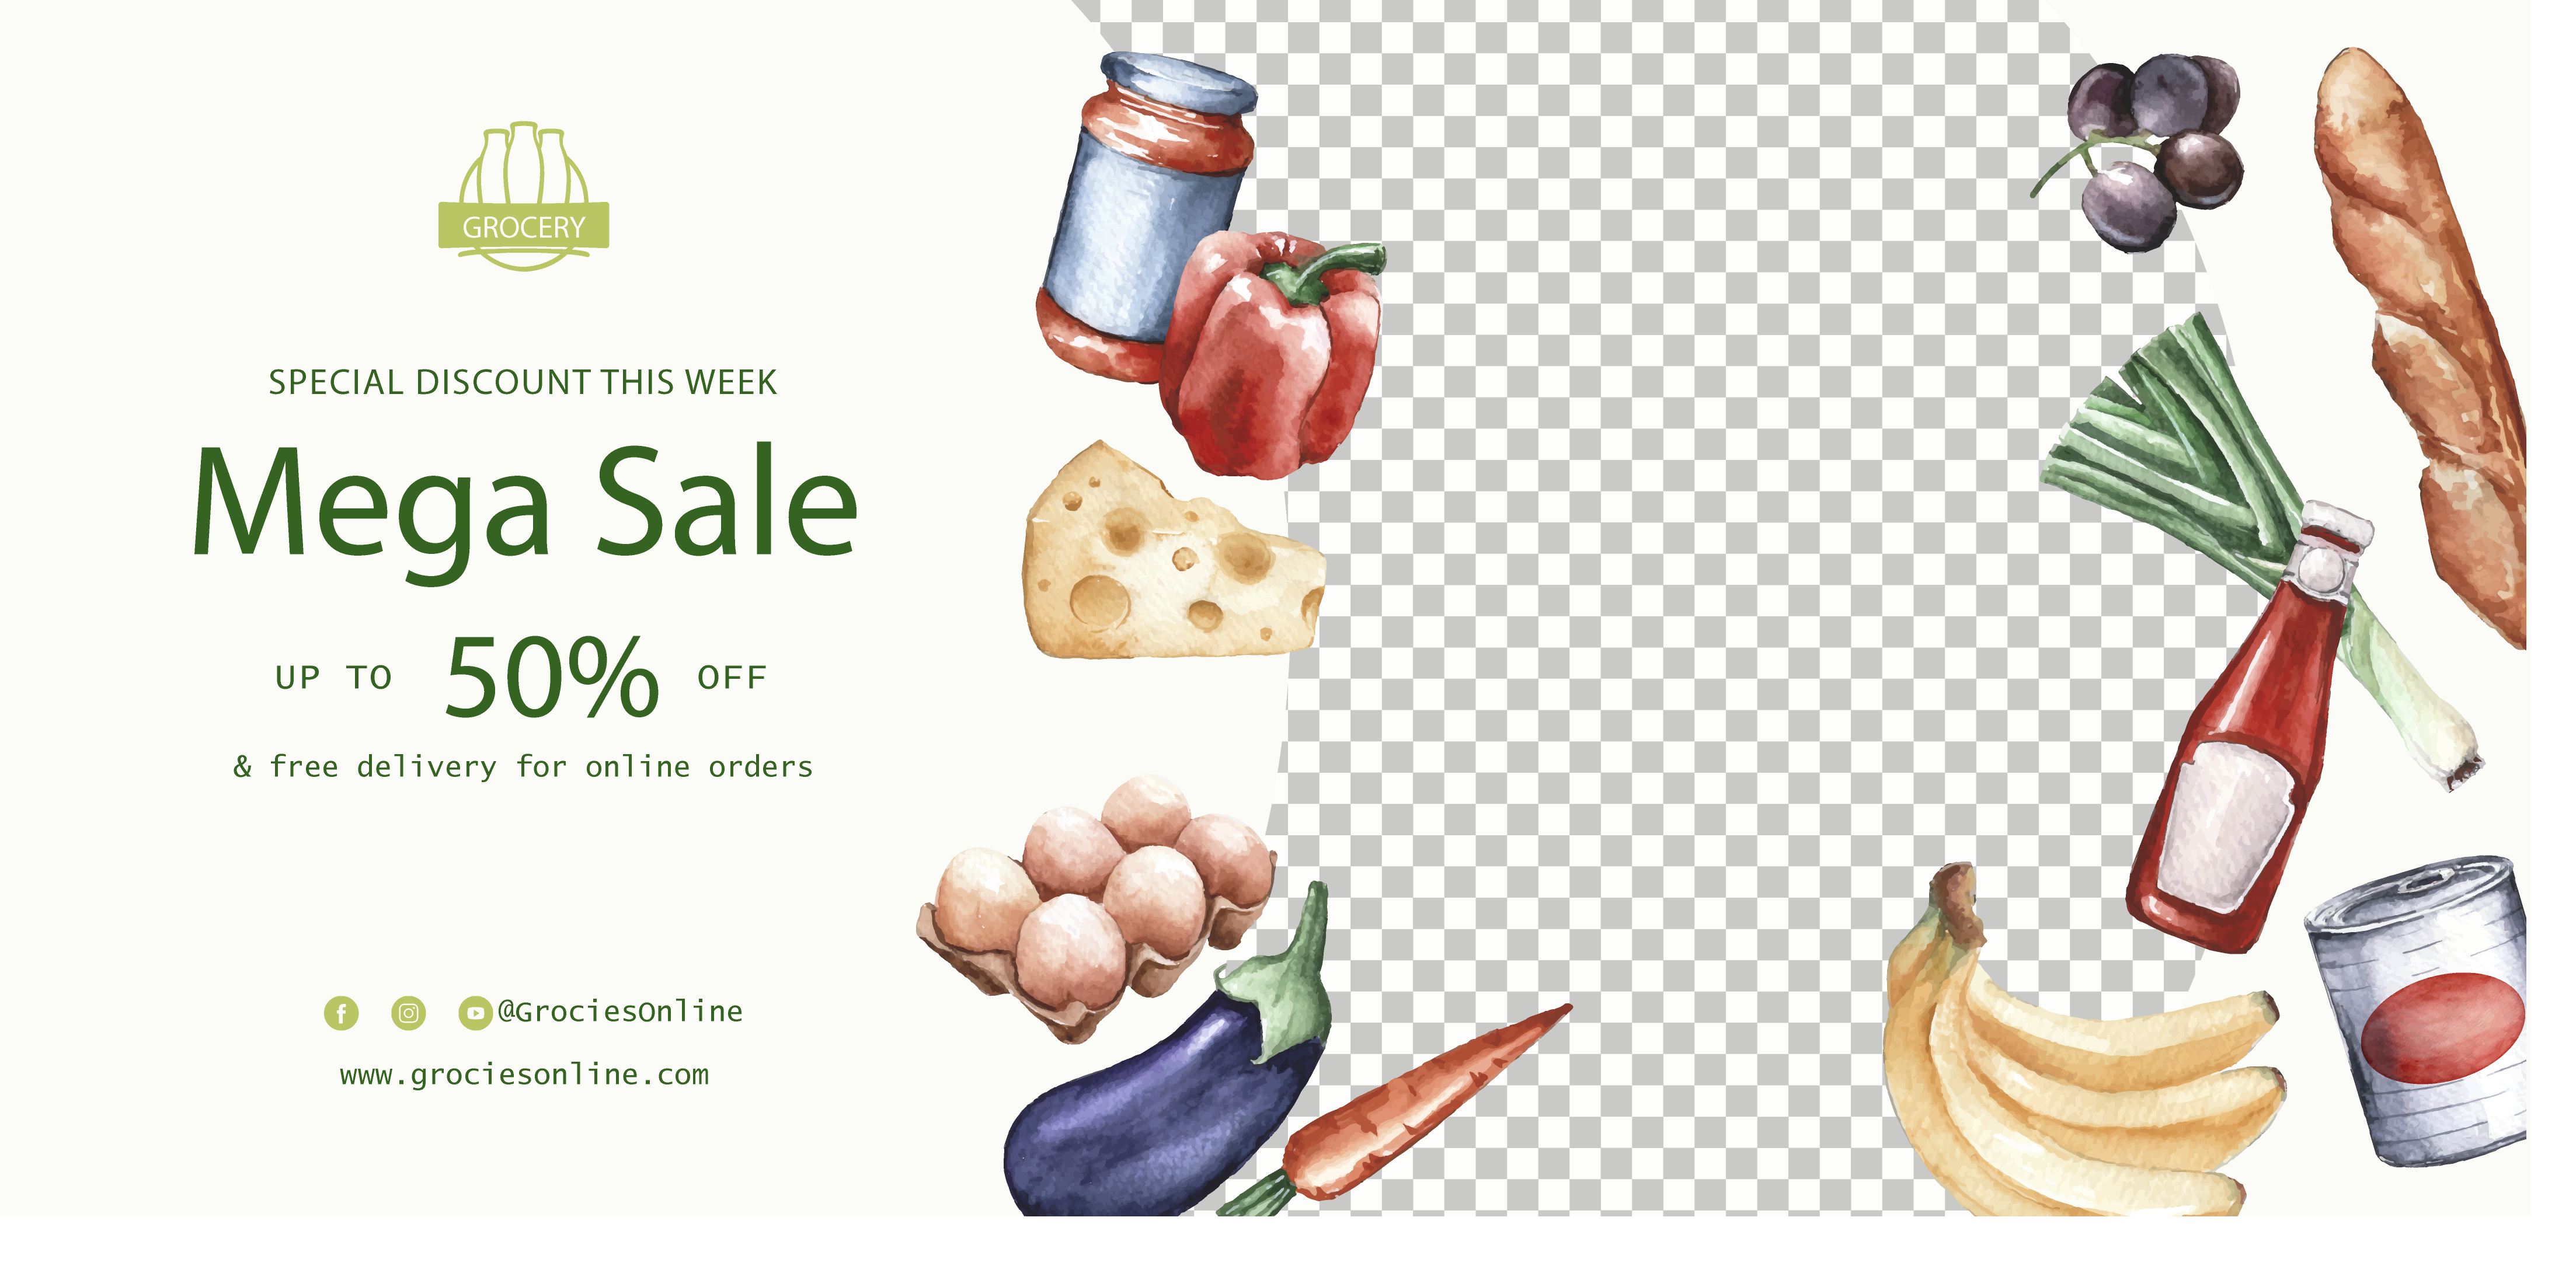 GROCERY
SPECIAL DISCOUNT THIS WEEK
Mega Sale
UP TO 50% OFF
& free delivery for online orders
@GrociesOnline
www.grociesonline.com